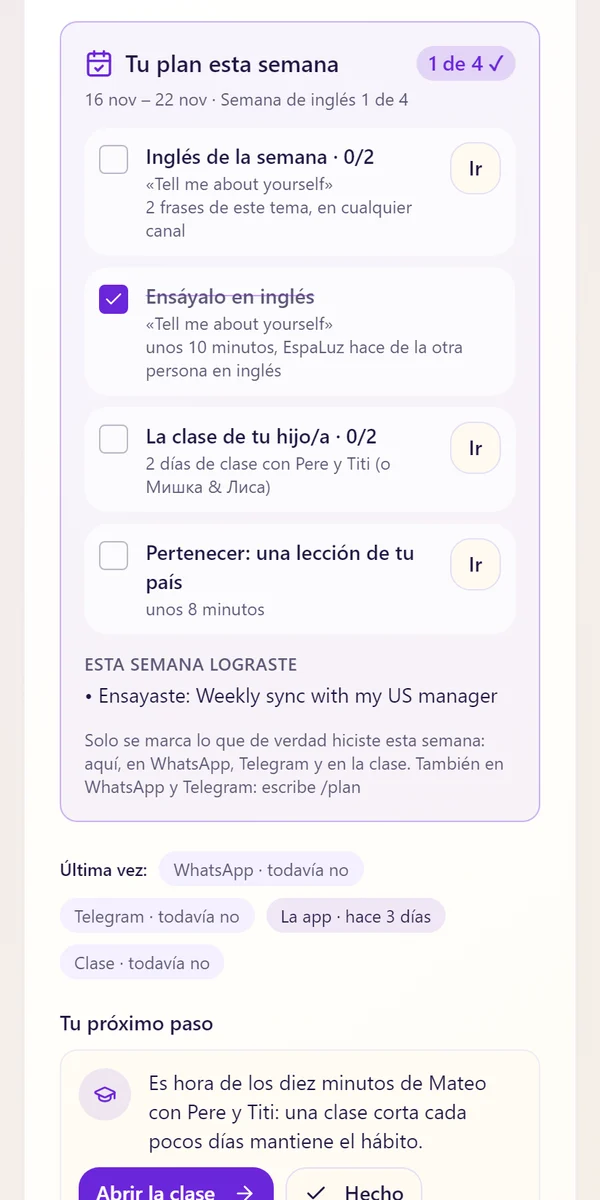 Tu plan esta semana
1 de 4 ✓
16 nov – 22 nov · Semana de inglés 1 de 4
Inglés de la semana · 0/2
Ir
«Tell me about yourself»
2 frases de este tema, en cualquier
canal
Ensáyalo en inglés
«Tell me about yourself»
unos 10 minutos, EspaLuz hace de la otra
persona en inglés
La clase de tu hijo/a · 0/2
Ir
2 días de clase con Pere y Titi (o
Мишка & Лиса)
Pertenecer: una lección de tu
país
Ir
unos 8 minutos
ESTA SEMANA LOGRASTE
• Ensayaste: Weekly sync with my US manager
Solo se marca lo que de verdad hiciste esta semana:
aquí, en WhatsApp, Telegram y en la clase. También en
WhatsApp y Telegram: escribe /plan
Última vez:
WhatsApp · todavía no
Telegram · todavía no
La app · hace 3 días
Clase · todavía no
Tu próximo paso
Es hora de los diez minutos de Mateo
con Pere y Titi: una clase corta cada
pocos días mantiene el hábito.
Abrir la clase →
✓ Hecho